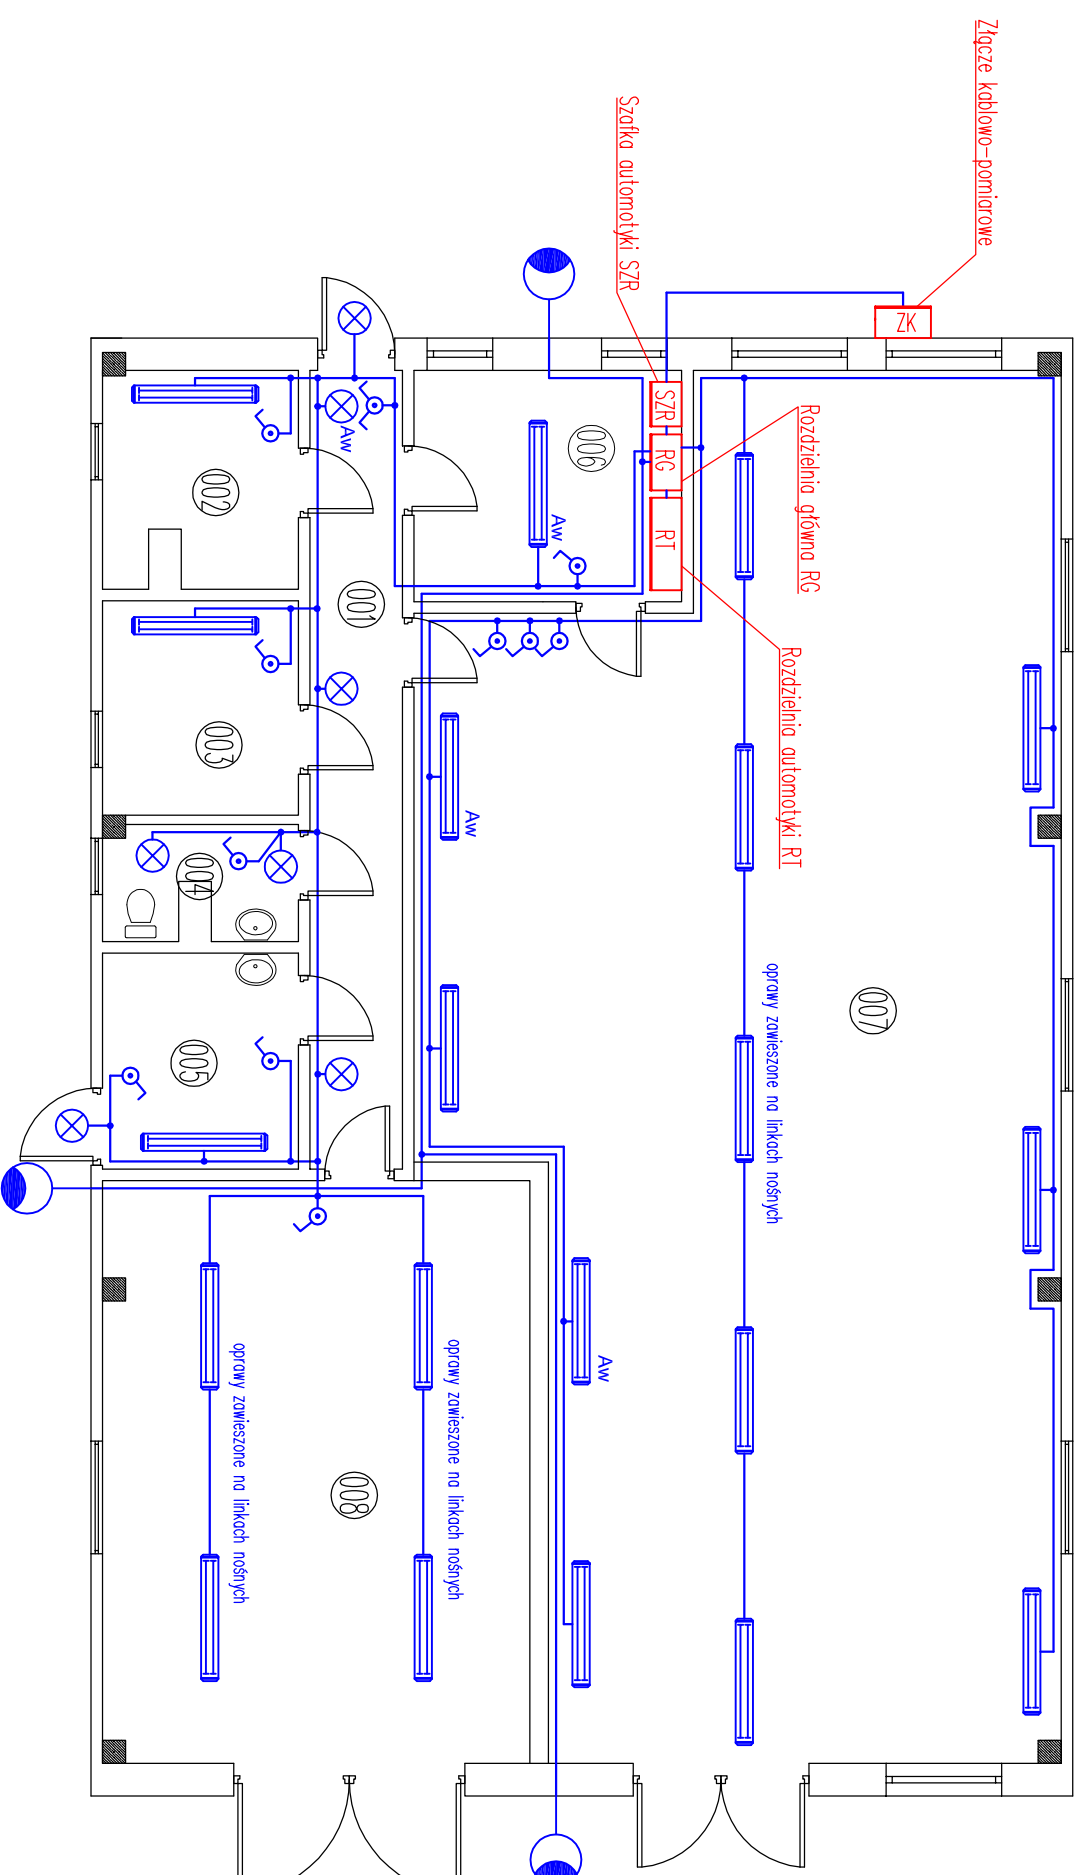 Złącze kablowo-pomiarowe
ZK
Szafka automotyki SZR
SZR
RG
RT
Rozdzielnia główna RG
Rozdzielnia automotyki RT
006
Aw
Aw
002
001
003
Aw
004
005
007
oprawy zawieszone na linkach nośnych
Aw
oprawy zawieszone na linkach nośnych
oprawy zawieszone na linkach nośnych
008